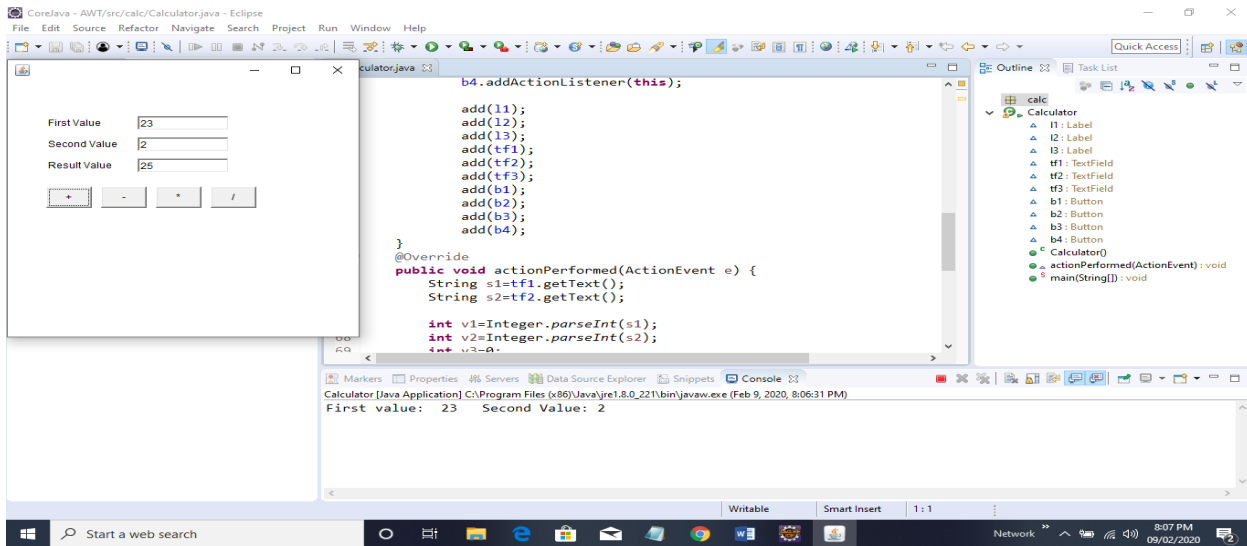 CoreJava - AWT/src/calc/Calculator.java - Eclipse
File Edit Source Refactor Navigate Search Project Run Window Help
Quick Access
First Value 23
Second Value 2
Result Value 25
+ - * /
culator.java
b4.addActionListener(this);
add(l1);
add(l2);
add(l3);
add(tf1);
add(tf2);
add(tf3);
add(b1);
add(b2);
add(b3);
add(b4);
}
@Override
public void actionPerformed(ActionEvent e) {
String s1=tf1.getText();
String s2=tf2.getText();
int v1=Integer.parseInt(s1);
68 int v2=Integer.parseInt(s2);
69 int v3=0;
Outline Task List
calc
Calculator
l1 : Label
l2 : Label
l3 : Label
tf1 : TextField
tf2 : TextField
tf3 : TextField
b1 : Button
b2 : Button
b3 : Button
b4 : Button
Calculator()
actionPerformed(ActionEvent) : void
main(String[]) : void
Markers Properties Servers Data Source Explorer Snippets Console
Calculator [Java Application] C:\Program Files (x86)\Java\jre1.8.0_221\bin\javaw.exe (Feb 9, 2020, 8:06:31 PM)
First value: 23 Second Value: 2
Writable Smart Insert 1 : 1
Start a web search
Network
8:07 PM
09/02/2020
2